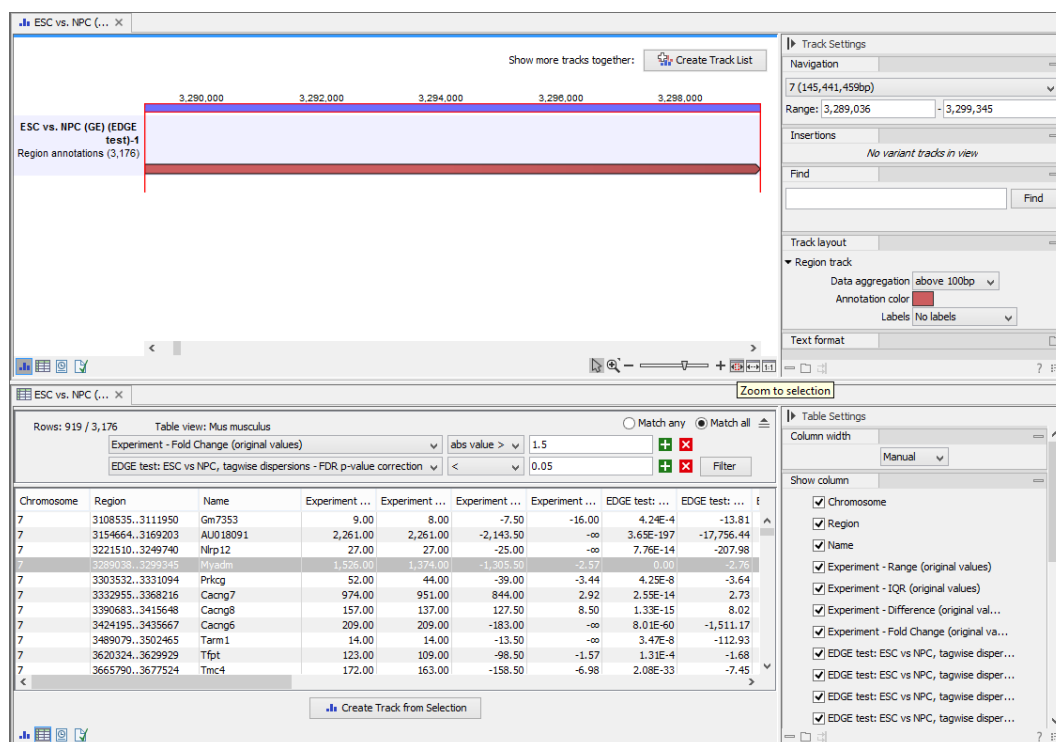 ESC vs. NPC (...
Show more tracks together: Create Track List
3,290,000 3,292,000 3,294,000 3,296,000 3,298,000
ESC vs. NPC (GE) (EDGE
test)-1
Region annotations (3,176)
Track Settings
Navigation
7 (145,441,459bp)
Range: 3,289,036 - 3,299,345
Insertions
No variant tracks in view
Find
Find
Track layout
Region track
Data aggregation above 100bp
Annotation color
Labels No labels
Text format
1:1
?
Zoom to selection
ESC vs. NPC (...
Rows: 919 / 3,176 Table view: Mus musculus Match any Match all
Experiment - Fold Change (original values) abs value > 1.5
EDGE test: ESC vs NPC, tagwise dispersions - FDR p-value correction < 0.05 Filter
Chromosome Region Name Experiment ... Experiment ... Experiment ... Experiment ... EDGE test: ... EDGE test: ... E
7 3108535..3111950 Gm7353 9.00 8.00 -7.50 -16.00 4.24E-4 -13.81
7 3154664..3169203 AU018091 2,261.00 2,261.00 -2,143.50 -∞ 3.65E-197 -17,756.44
7 3221510..3249740 Nlrp12 27.00 27.00 -25.00 -∞ 7.76E-14 -207.98
7 3289038..3299345 Myadm 1,526.00 1,374.00 -1,305.50 -2.57 0.00 -2.76
7 3303532..3331094 Prkcg 52.00 44.00 -39.00 -3.44 4.25E-8 -3.64
7 3332955..3368216 Cacng7 974.00 951.00 844.00 2.92 2.55E-14 2.73
7 3390683..3415648 Cacng8 157.00 137.00 127.50 8.50 1.33E-15 8.02
7 3424195..3435667 Cacng6 209.00 209.00 -183.00 -∞ 8.01E-60 -1,511.17
7 3489079..3502465 Tarm1 14.00 14.00 -13.50 -∞ 3.47E-8 -112.93
7 3620324..3629929 Tfpt 123.00 109.00 -98.50 -1.57 1.31E-4 -1.68
7 3665790..3677524 Tmc4 172.00 163.00 -158.50 -6.98 2.08E-33 -7.45
Create Track from Selection
Table Settings
Column width
Manual
Show column
Chromosome
Region
Name
Experiment - Range (original values)
Experiment - IQR (original values)
Experiment - Difference (original val...
Experiment - Fold Change (original va...
EDGE test: ESC vs NPC, tagwise disper...
EDGE test: ESC vs NPC, tagwise disper...
EDGE test: ESC vs NPC, tagwise disper...
EDGE test: ESC vs NPC, tagwise disper...
?